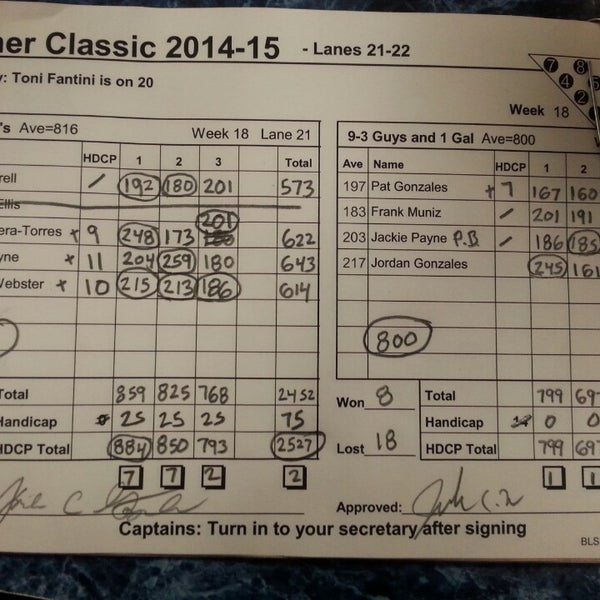 ner Classic 2014-15 - Lanes 21-22
y: Toni Fantini is on 20
7 8
4 5
2
Week 18
's Ave=816 Week 18 Lane 21
HDCP 1 2 3 Total
rell / 192 180 201 573
Ellis
201
era-Torres x 9 248 173 622
yne x 11 204 259 180 643
Webster x 10 215 213 186 614
Total 859 825 768 2452
Handicap 25 25 25 75
HDCP Total 884 850 793 2527
7 7 2 2
9-3 Guys and 1 Gal Ave=800
Ave Name HDCP 1 2
197 Pat Gonzales x 7 167 160
183 Frank Muniz / 201 191
203 Jackie Payne P.B / 186 185
217 Jordan Gonzales 245 161
800
Won 8
Lost 18
Total 799 697
Handicap 0 0
HDCP Total 799 697
1 1
Approved:
Captains: Turn in to your secretary after signing
BLS